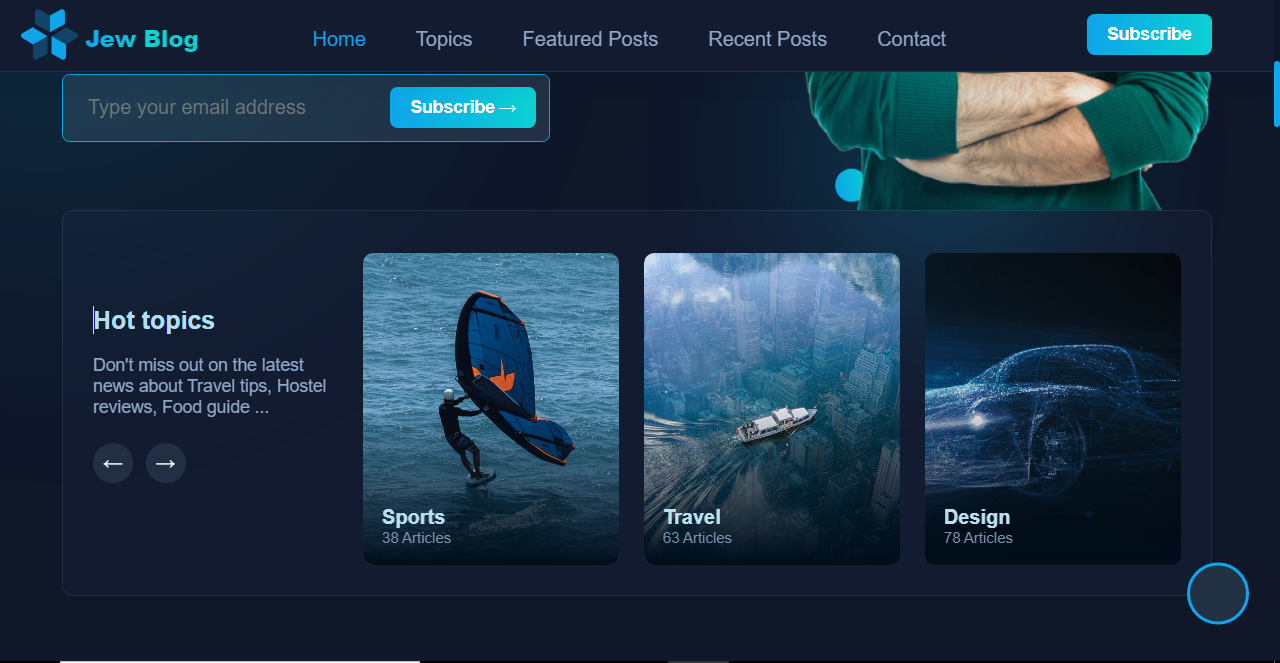 Jew Blog
Home
Topics
Featured Posts
Recent Posts
Contact
Subscribe
Type your email address
Subscribe →
Hot topics
Don't miss out on the latest
news about Travel tips, Hostel
reviews, Food guide ...
← →
Sports
38 Articles
Travel
63 Articles
Design
78 Articles